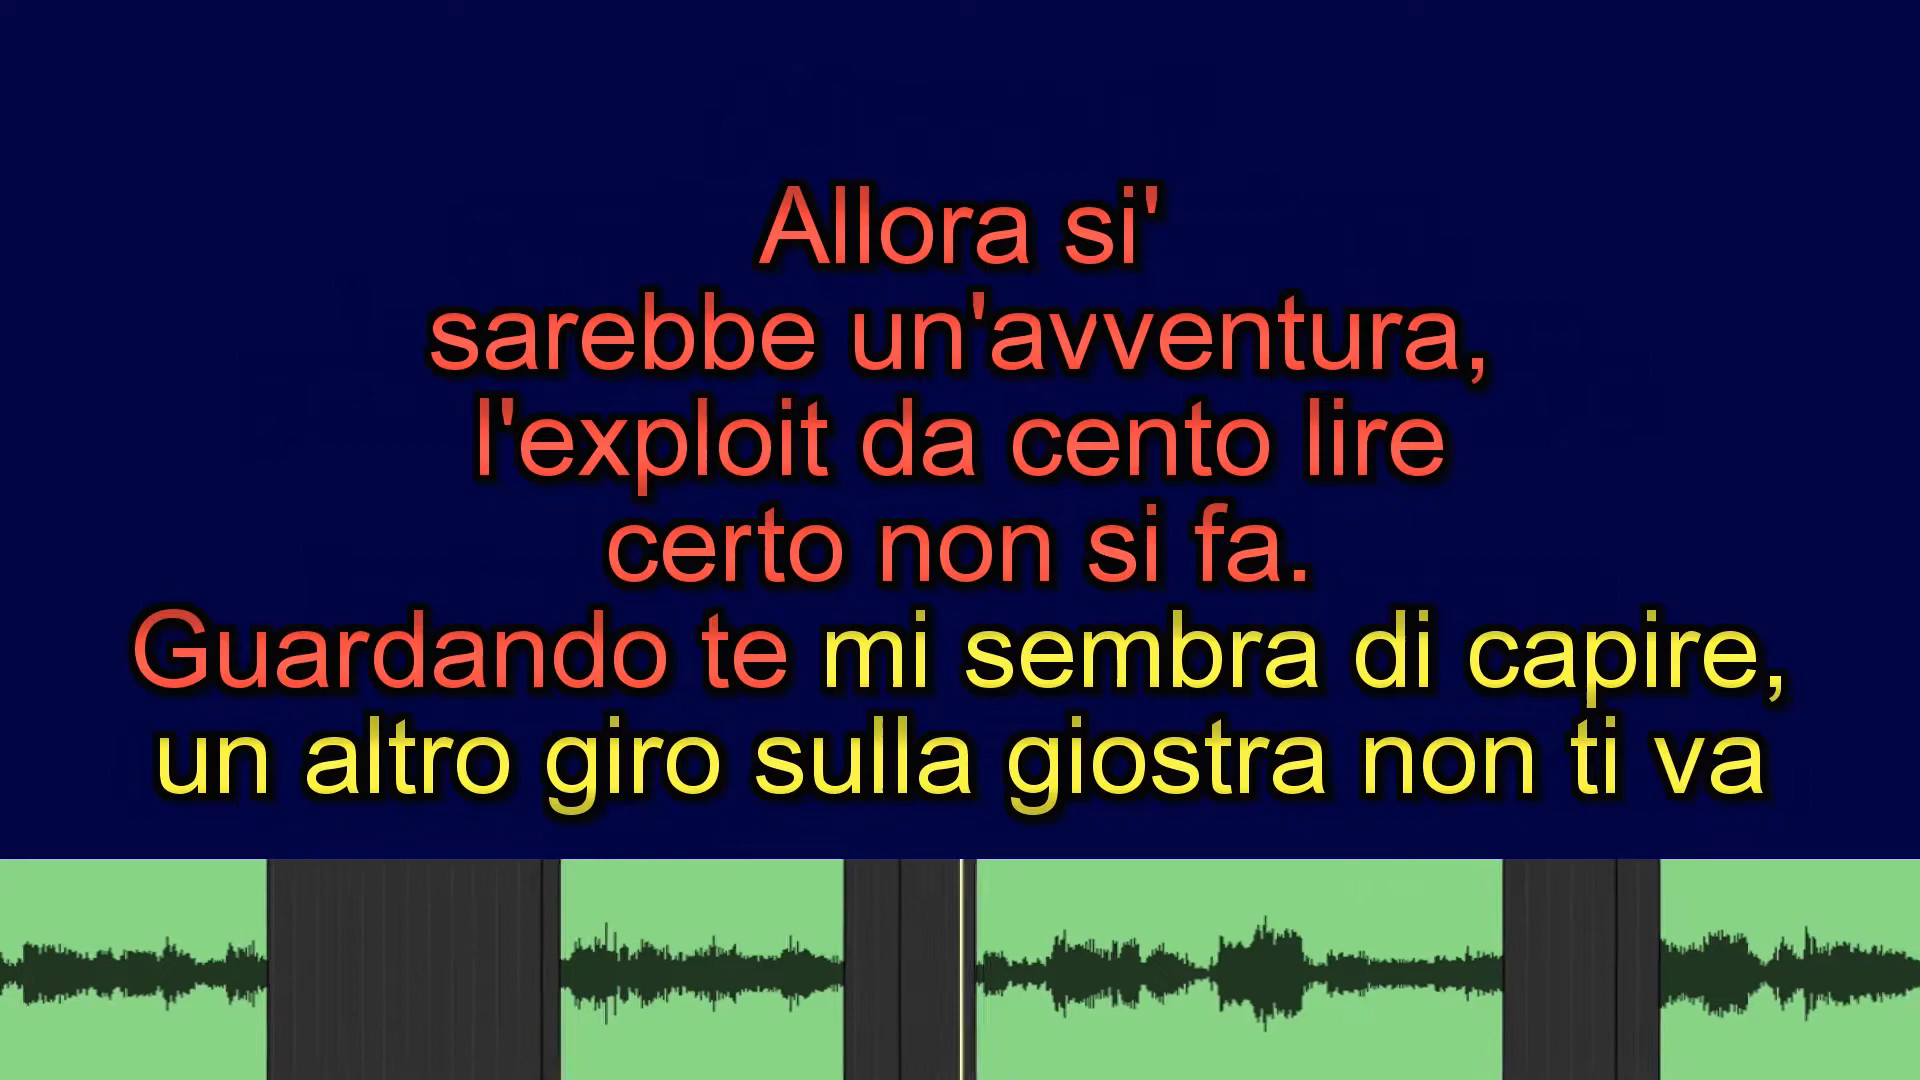 Allora si'
sarebbe un'avventura,
l'exploit da cento lire
certo non si fa.
Guardando te mi sembra di capire,
un altro giro sulla giostra non ti va